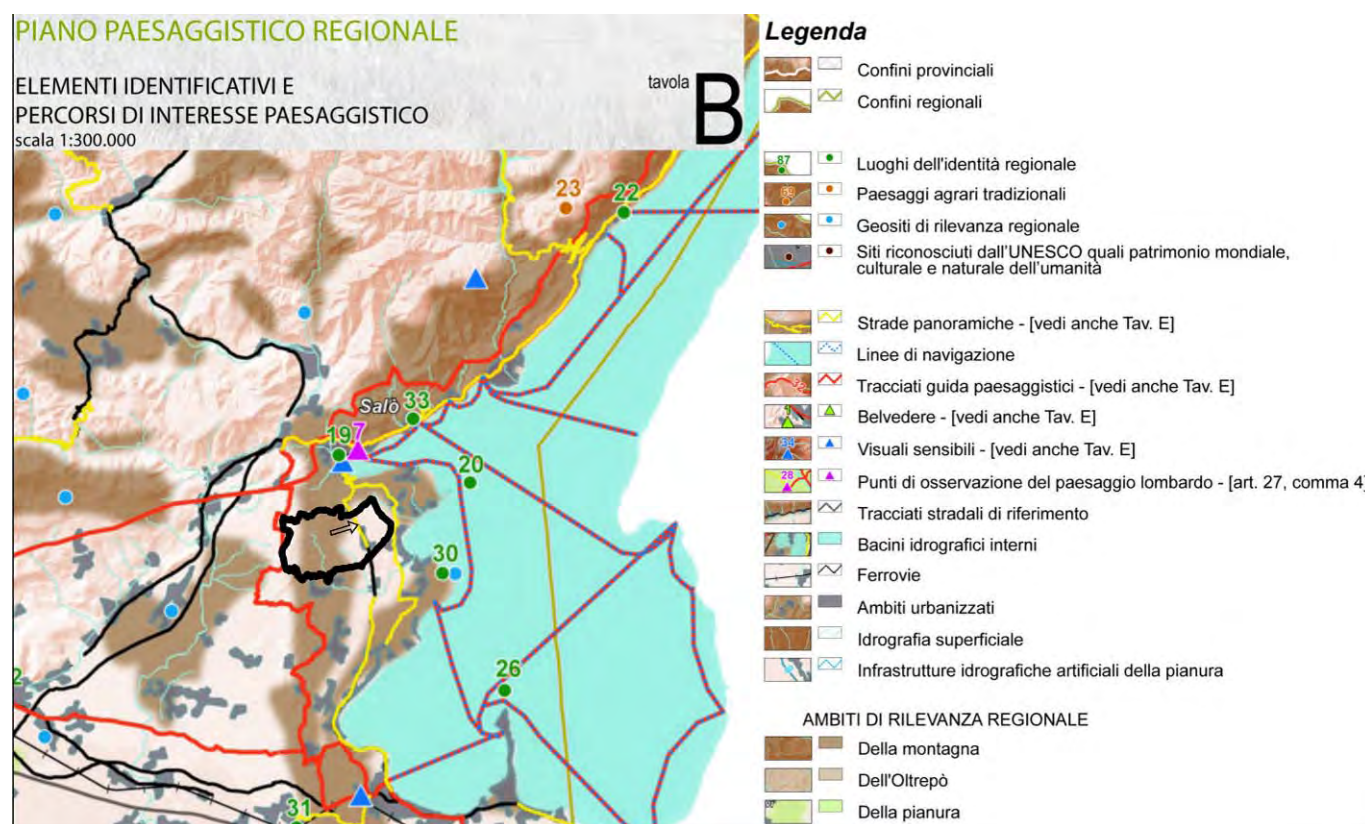 PIANO PAESAGGISTICO REGIONALE
ELEMENTI IDENTIFICATIVI E
PERCORSI DI INTERESSE PAESAGGISTICO
scala 1:300.000
tavola
B
23
22
Salò
33
7
19
20
30
26
2
31
Legenda
Confini provinciali
Confini regionali
87
Luoghi dell'identità regionale
69
Paesaggi agrari tradizionali
Geositi di rilevanza regionale
Siti riconosciuti dall'UNESCO quali patrimonio mondiale,
culturale e naturale dell'umanità
Strade panoramiche - [vedi anche Tav. E]
Linee di navigazione
Tracciati guida paesaggistici - [vedi anche Tav. E]
Belvedere - [vedi anche Tav. E]
34
Visuali sensibili - [vedi anche Tav. E]
28
Punti di osservazione del paesaggio lombardo - [art. 27, comma 4]
Tracciati stradali di riferimento
Bacini idrografici interni
Ferrovie
Ambiti urbanizzati
Idrografia superficiale
Infrastrutture idrografiche artificiali della pianura
AMBITI DI RILEVANZA REGIONALE
Della montagna
Dell'Oltrepò
Della pianura